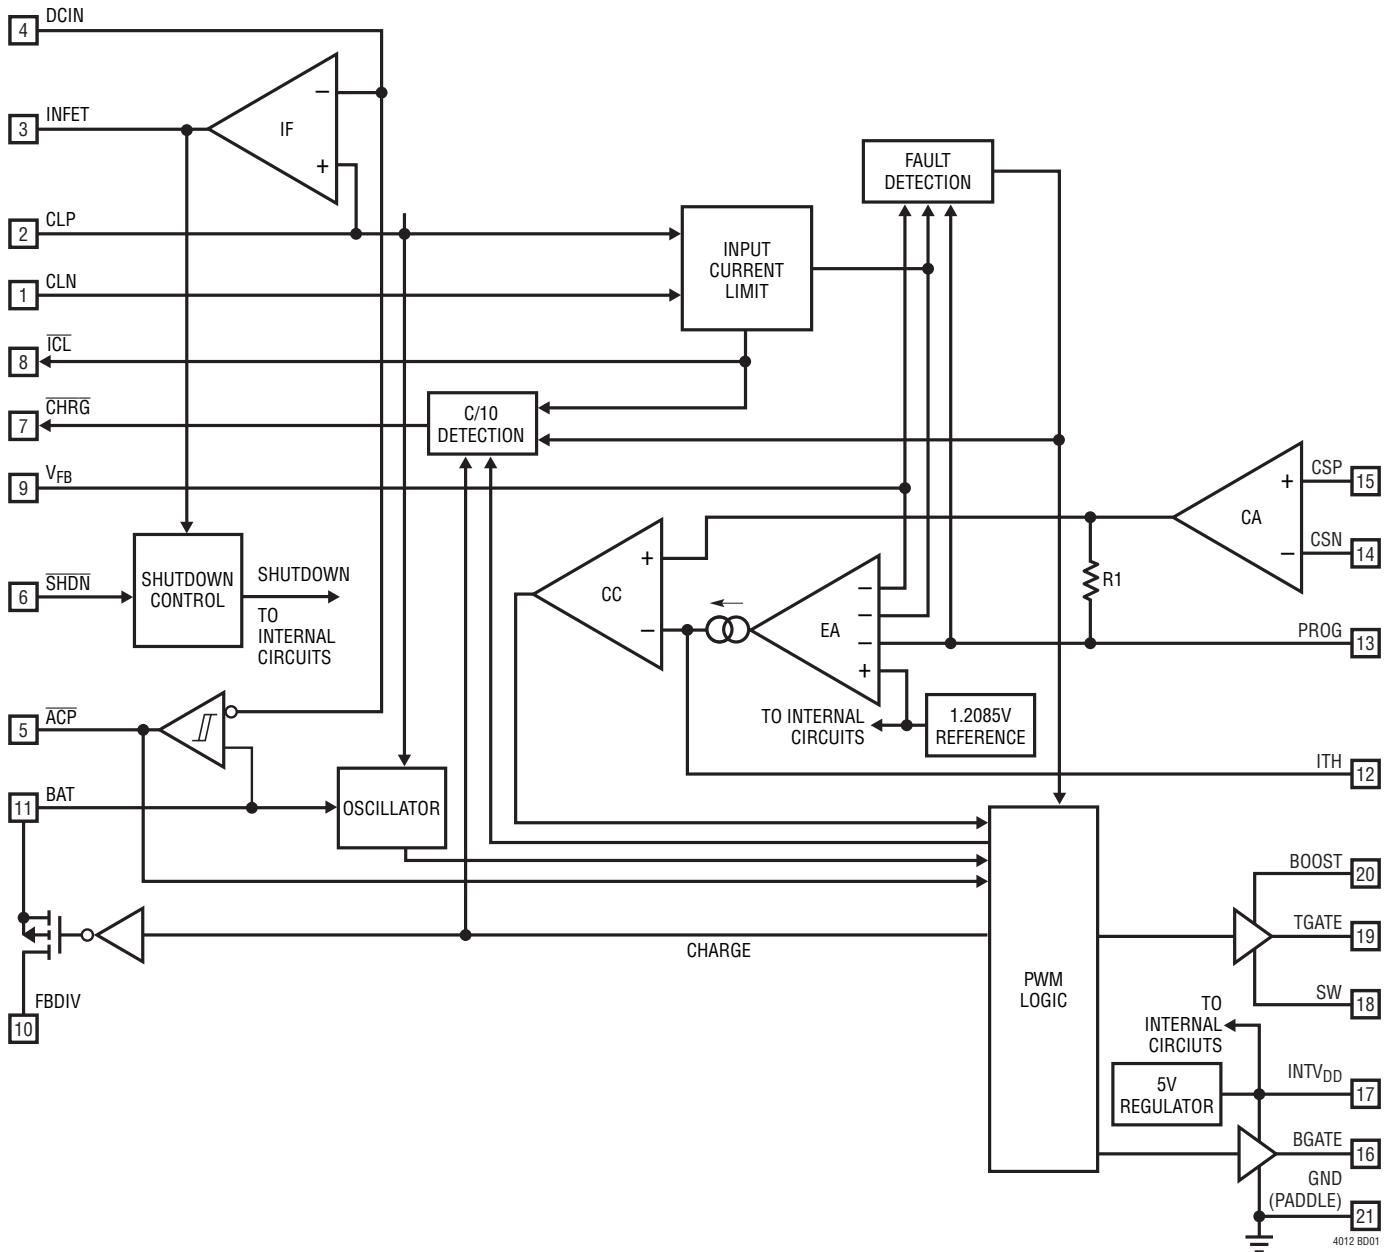 DCIN
4
IF
−
+
INFET
3
CLP
2
CLN
1
ICL
8
CHRG
7
VFB
9
SHDN
6
ACP
5
BAT
11
FBDIV
10
FAULT
DETECTION
INPUT
CURRENT
LIMIT
C/10
DETECTION
SHUTDOWN
CONTROL
SHUTDOWN
TO
INTERNAL
CIRCUITS
OSCILLATOR
CC
+
−
EA
−
−
−
+
TO INTERNAL
CIRCUITS
1.2085V
REFERENCE
R1
CA
+
−
CSP
15
CSN
14
PROG
13
ITH
12
CHARGE
PWM
LOGIC
BOOST
20
TGATE
19
SW
18
TO
INTERNAL
CIRCIUTS
5V
REGULATOR
INTVDD
17
BGATE
16
GND
(PADDLE)
21
4012 BD01